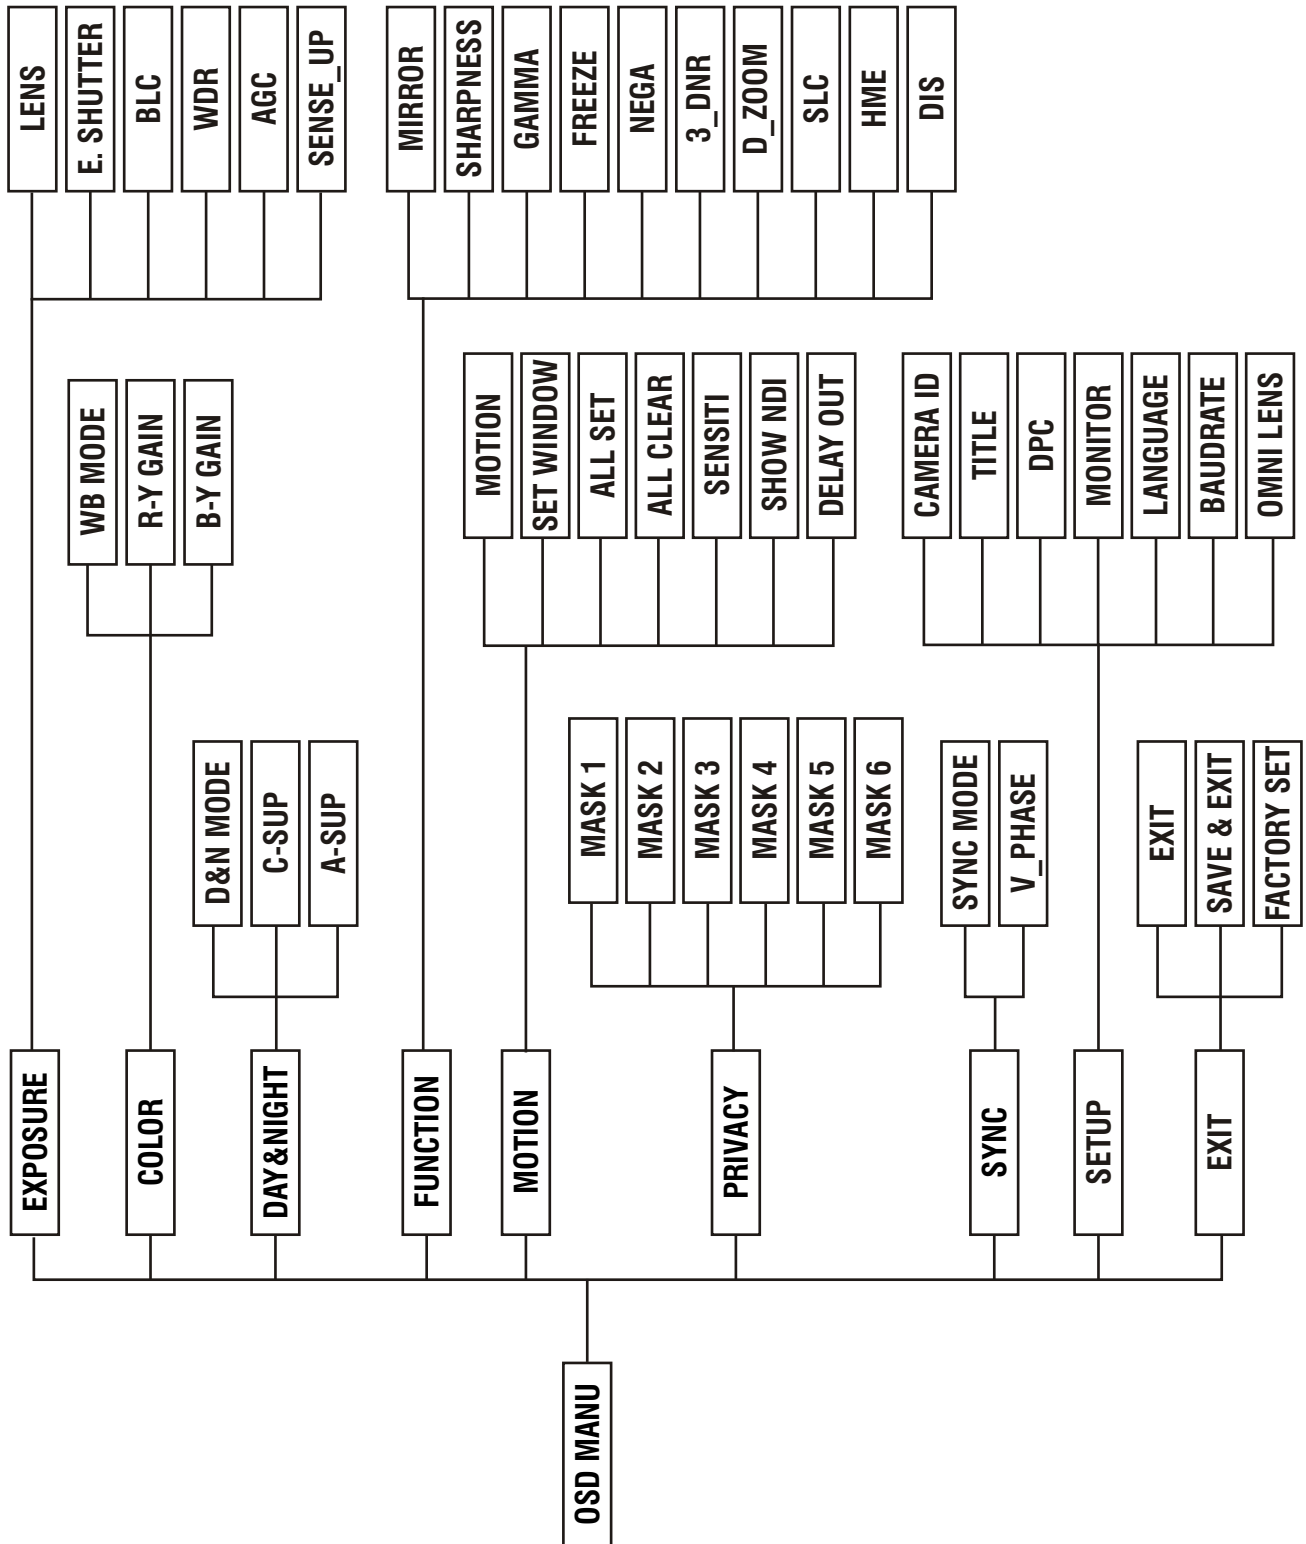 OSD MANU
EXPOSURE
LENS
E. SHUTTER
BLC
WDR
AGC
SENSE_UP
COLOR
WB MODE
R-Y GAIN
B-Y GAIN
DAY&NIGHT
D&N MODE
C-SUP
A-SUP
FUNCTION
MIRROR
SHARPNESS
GAMMA
FREEZE
NEGA
3_DNR
D_ZOOM
SLC
HME
DIS
MOTION
MOTION
SET WINDOW
ALL SET
ALL CLEAR
SENSITI
SHOW NDI
DELAY OUT
PRIVACY
MASK 1
MASK 2
MASK 3
MASK 4
MASK 5
MASK 6
SYNC
SYNC MODE
V_PHASE
SETUP
CAMERA ID
TITLE
DPC
MONITOR
LANGUAGE
BAUDRATE
OMNI LENS
EXIT
EXIT
SAVE & EXIT
FACTORY SET